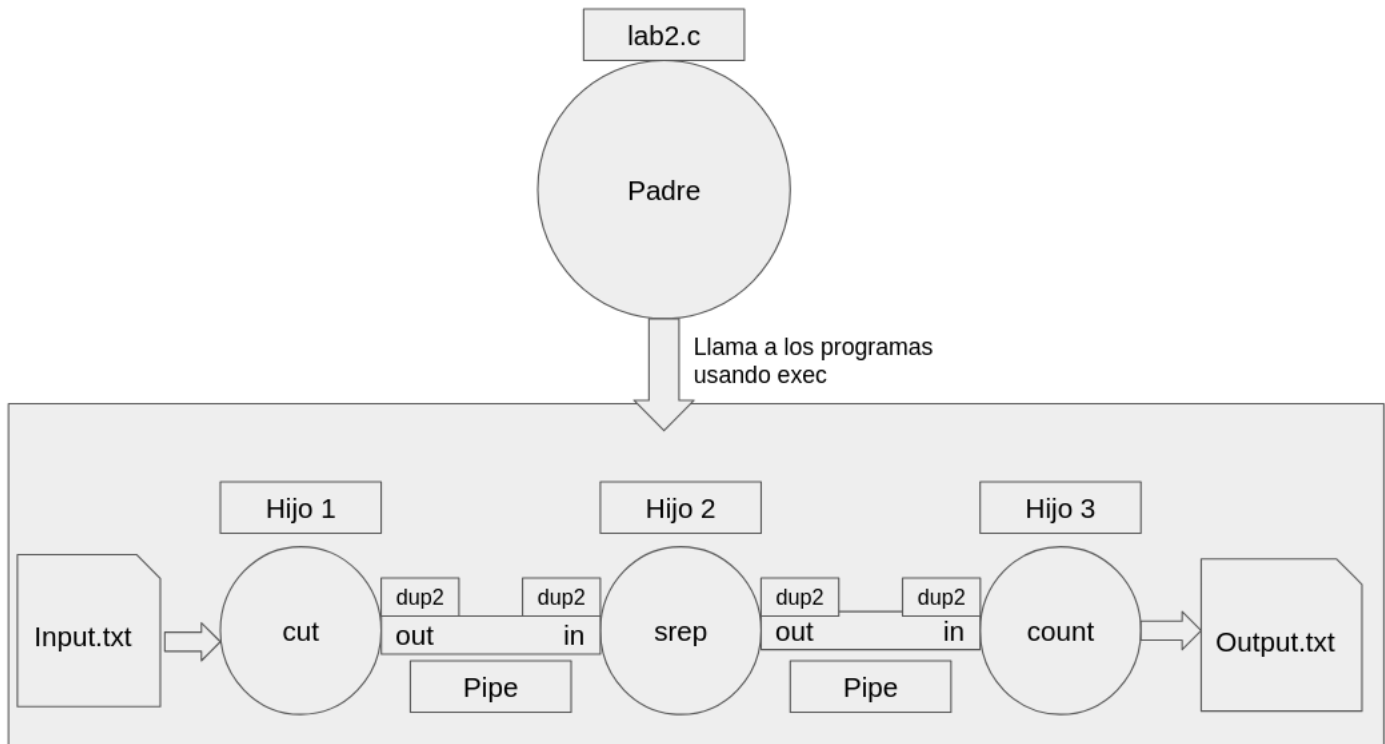 lab2.c
Padre
Llama a los programas
usando exec
Hijo 1
Hijo 2
Hijo 3
Input.txt
cut
dup2
out
dup2
in
Pipe
srep
dup2
out
dup2
in
Pipe
count
Output.txt